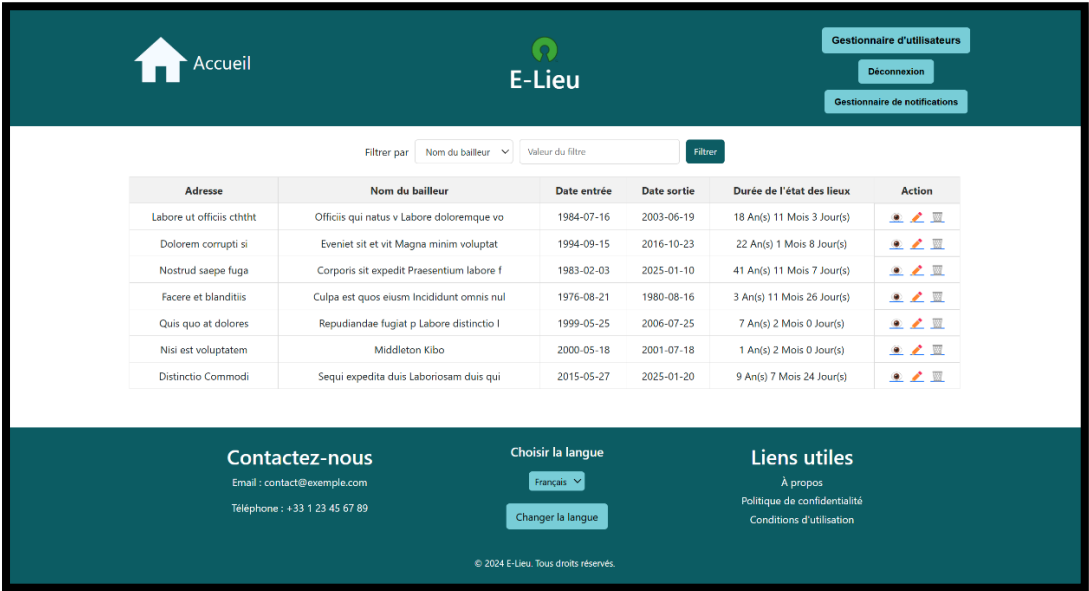 Accueil
E-Lieu
Gestionnaire d'utilisateurs
Déconnexion
Gestionnaire de notifications
Filtrer par Nom du bailleur Valeur du filtre Filtrer
Adresse Nom du bailleur Date entrée Date sortie Durée de l'état des lieux Action
Labore ut officiis cththt Officiis qui natus v Labore doloremque vo 1984-07-16 2003-06-19 18 An(s) 11 Mois 3 Jour(s)
Dolorem corrupti si Eveniet sit et vit Magna minim voluptat 1994-09-15 2016-10-23 22 An(s) 1 Mois 8 Jour(s)
Nostrud saepe fuga Corporis sit expedit Praesentium labore f 1983-02-03 2025-01-10 41 An(s) 11 Mois 7 Jour(s)
Facere et blanditiis Culpa est quos eiusm Incididunt omnis nul 1976-08-21 1980-08-16 3 An(s) 11 Mois 26 Jour(s)
Quis quo at dolores Repudiandae fugiat p Labore distinctio l 1999-05-25 2006-07-25 7 An(s) 2 Mois 0 Jour(s)
Nisi est voluptatem Middleton Kibo 2000-05-18 2001-07-18 1 An(s) 2 Mois 0 Jour(s)
Distinctio Commodi Sequi expedita duis Laboriosam duis qui 2015-05-27 2025-01-20 9 An(s) 7 Mois 24 Jour(s)
Contactez-nous
Email : contact@exemple.com
Téléphone : +33 1 23 45 67 89
Choisir la langue
Français
Changer la langue
Liens utiles
À propos
Politique de confidentialité
Conditions d'utilisation
© 2024 E-Lieu. Tous droits réservés.